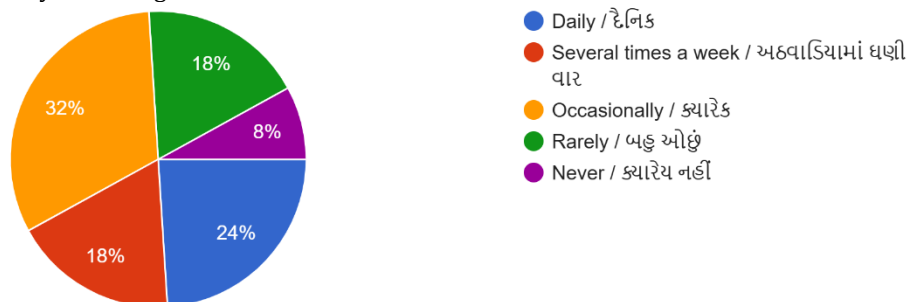 Daily / દૈનિક
Several times a week / અઠવાડિયામાં ઘણી
વાર
Occasionally / ક્યારેક
Rarely / બહુ ઓછું
Never / ક્યારેય નહીં
18%
32%
8%
24%
18%